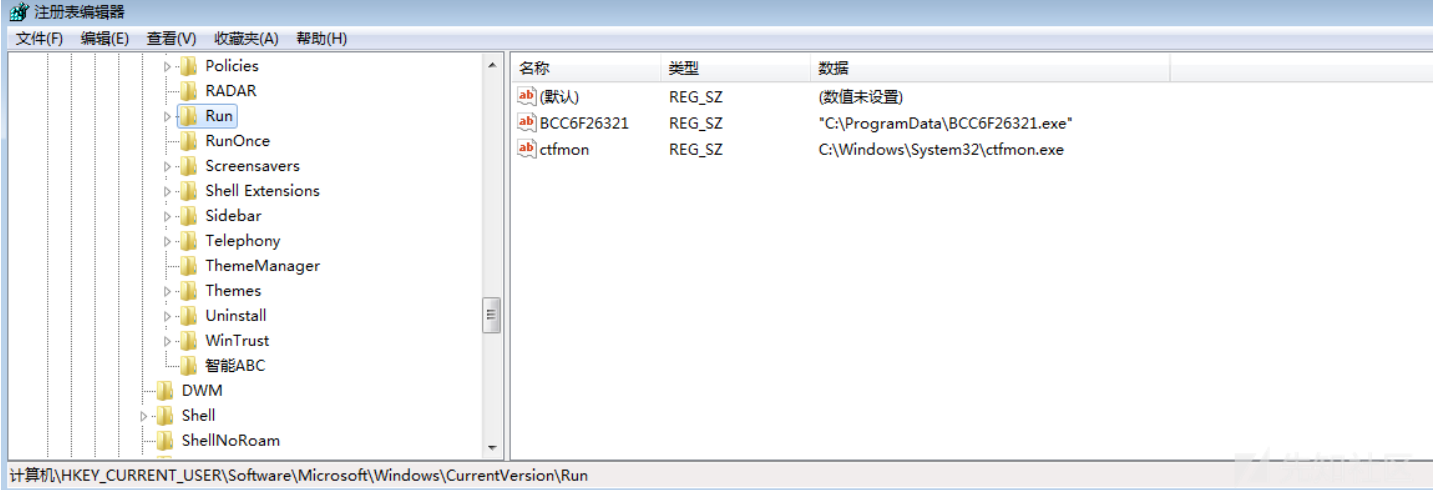 注册表编辑器
文件(F) 编辑(E) 查看(V) 收藏夹(A) 帮助(H)
Policies
RADAR
Run
RunOnce
Screensavers
Shell Extensions
Sidebar
Telephony
ThemeManager
Themes
Uninstall
WinTrust
智能ABC
DWM
Shell
ShellNoRoam
名称 类型 数据
(默认) REG_SZ (数值未设置)
BCC6F26321 REG_SZ "C:\ProgramData\BCC6F26321.exe"
ctfmon REG_SZ C:\Windows\System32\ctfmon.exe
计算机\HKEY_CURRENT_USER\Software\Microsoft\Windows\CurrentVersion\Run